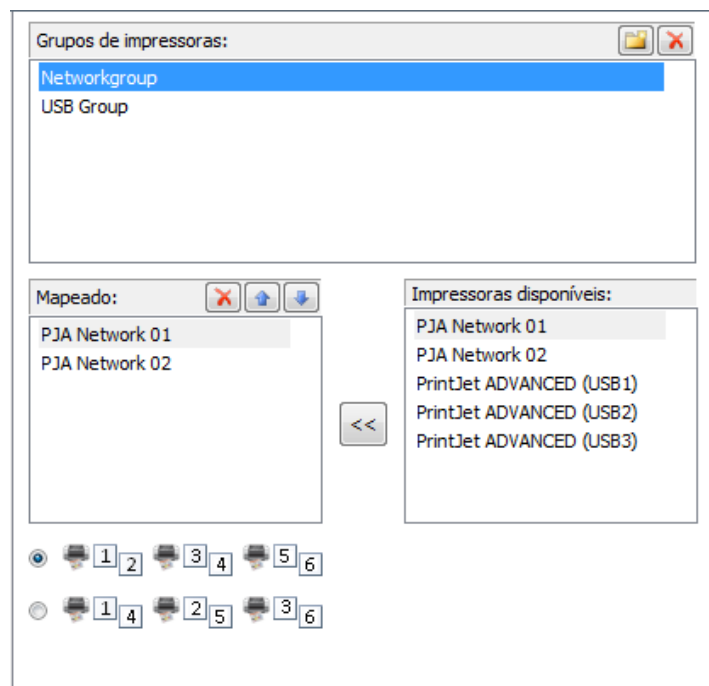 Grupos de impressoras:
Networkgroup
USB Group
Mapeado:
PJA Network 01
PJA Network 02
<<
Impressoras disponíveis:
PJA Network 01
PJA Network 02
PrintJet ADVANCED (USB1)
PrintJet ADVANCED (USB2)
PrintJet ADVANCED (USB3)
1 2 3 4 5 6
1 4 2 5 3 6